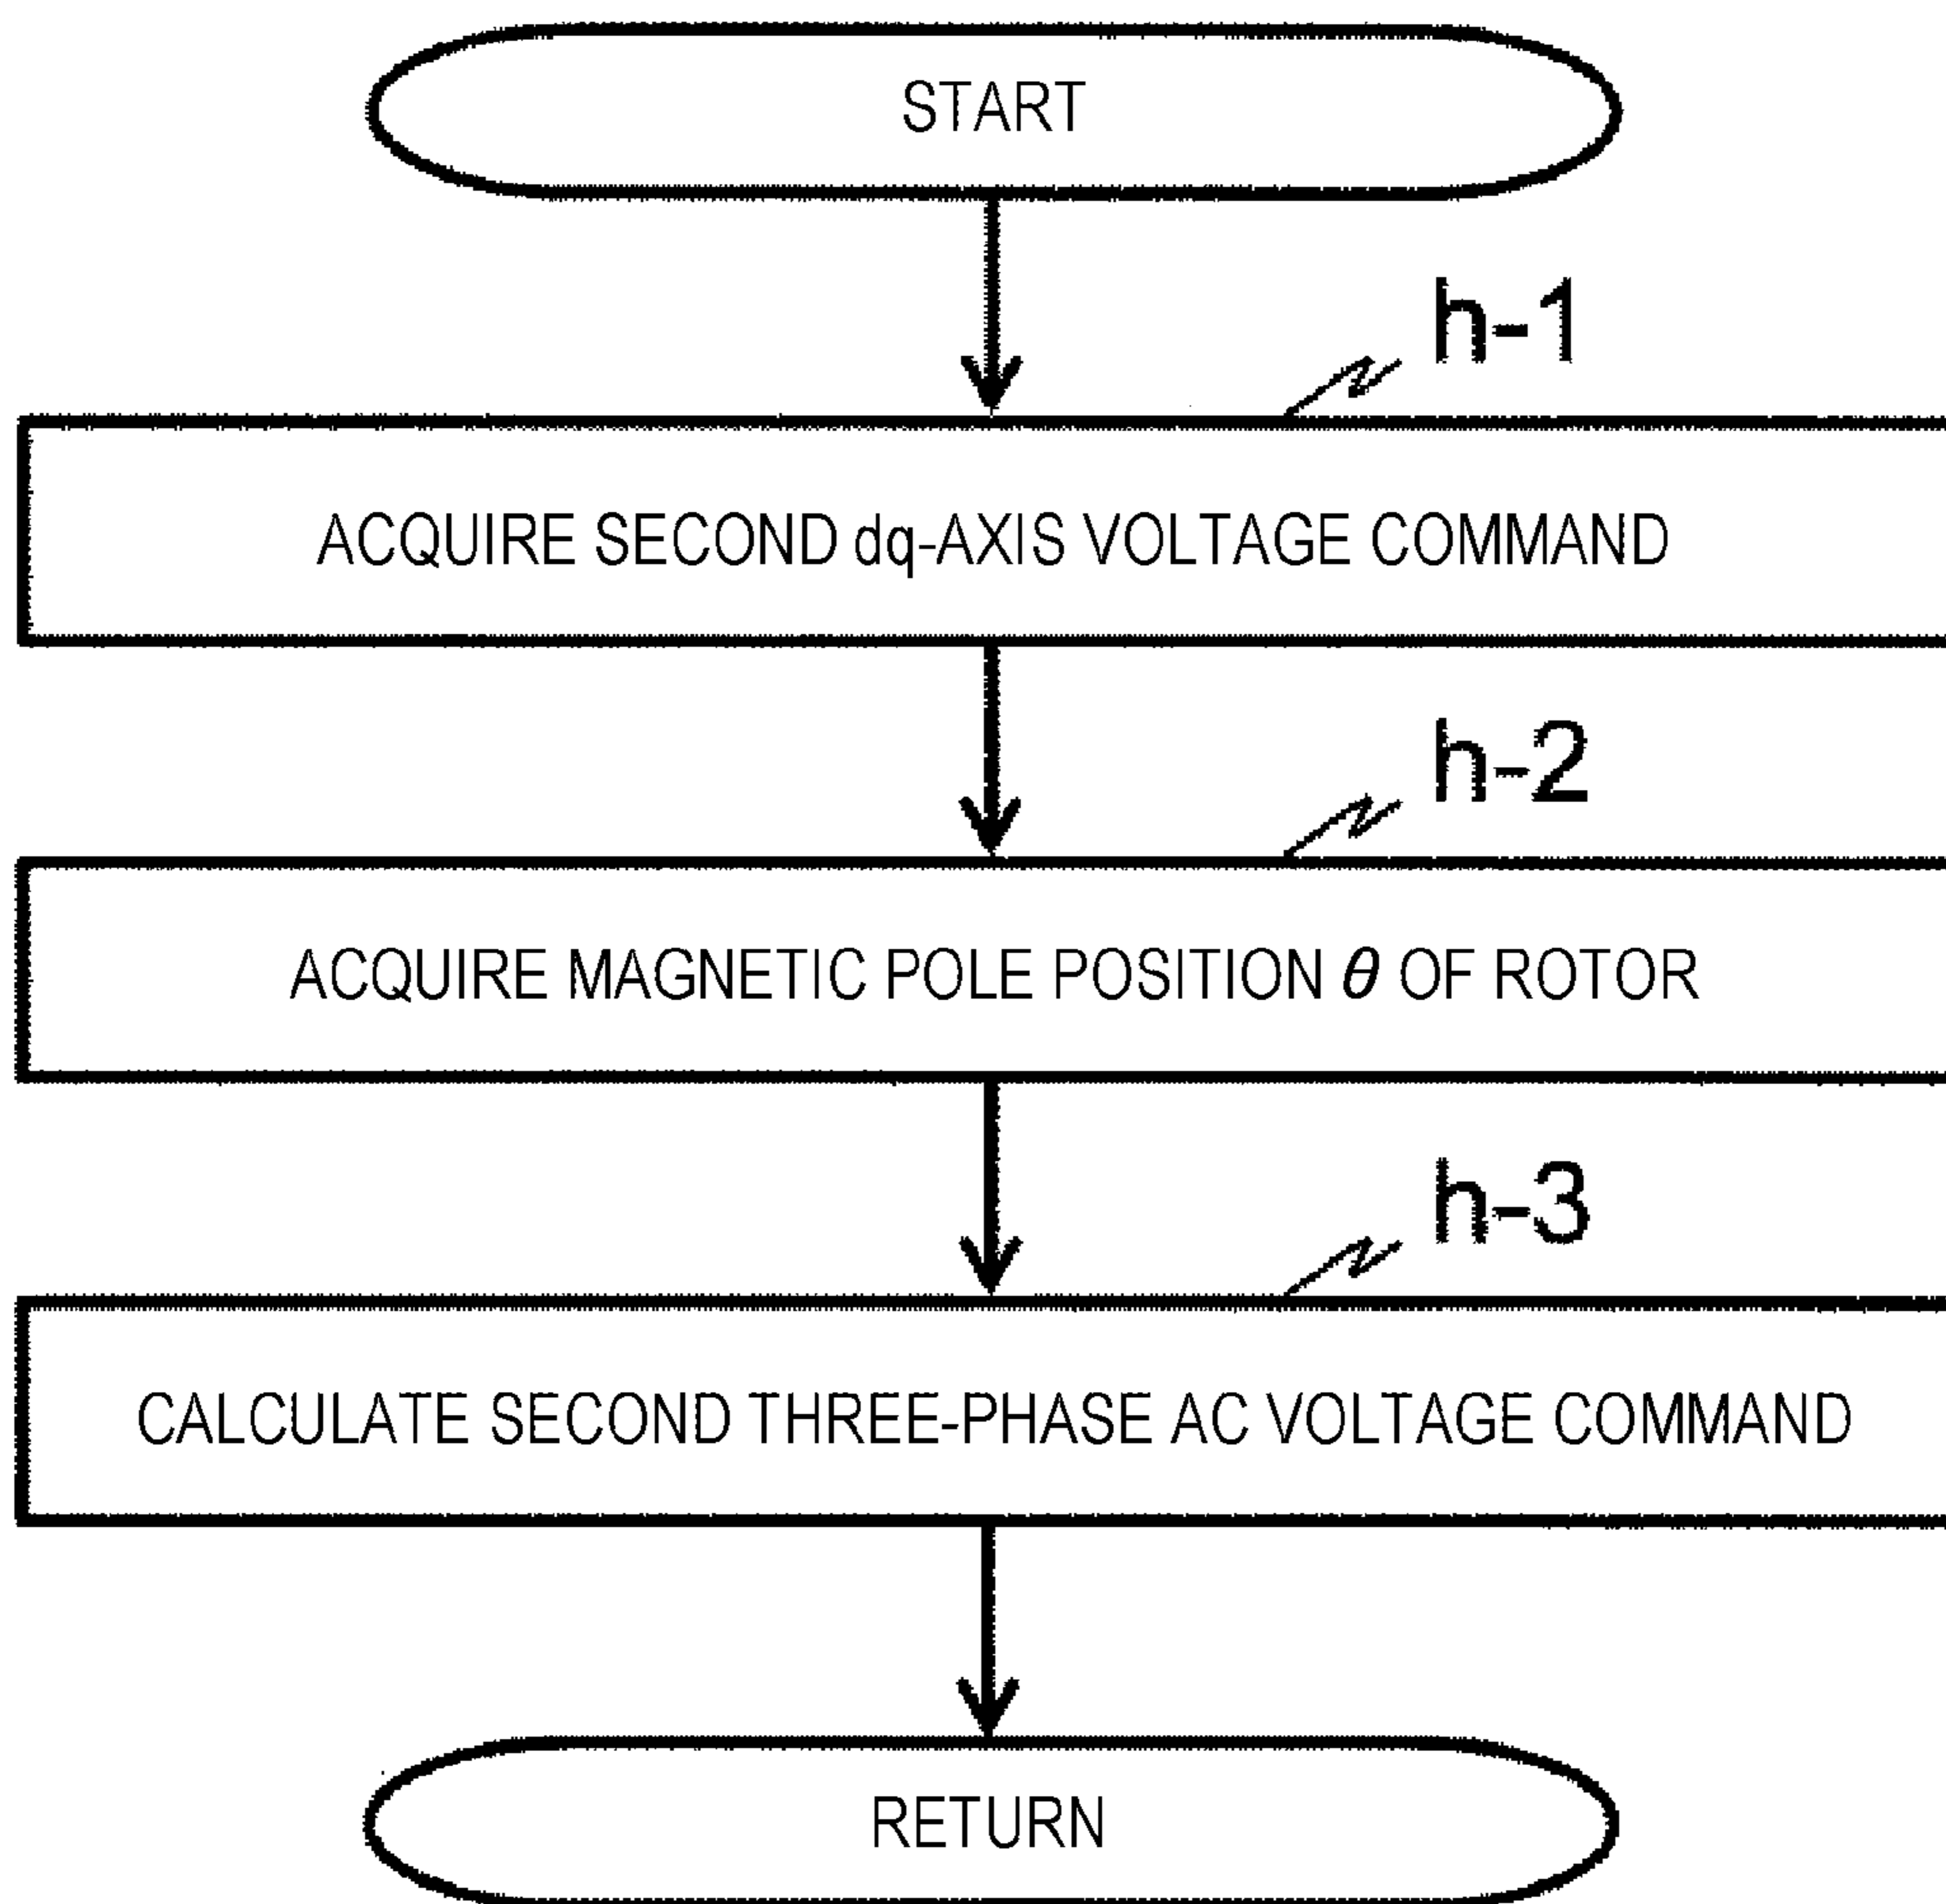 START
h-1
ACQUIRE SECOND dq-AXIS VOLTAGE COMMAND
h-2
ACQUIRE MAGNETIC POLE POSITION θ OF ROTOR
h-3
CALCULATE SECOND THREE-PHASE AC VOLTAGE COMMAND
RETURN